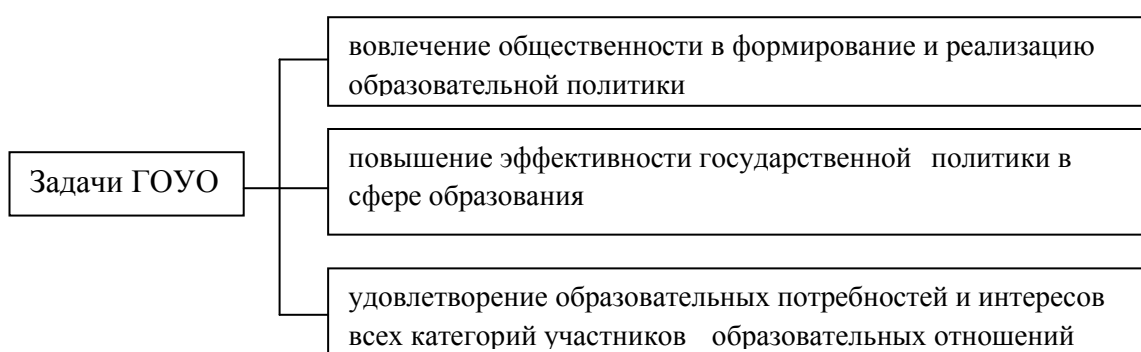 вовлечение общественности в формирование и реализацию
образовательной политики
Задачи ГОУО
повышение эффективности государственной политики в
сфере образования
удовлетворение образовательных потребностей и интересов
всех категорий участников образовательных отношений